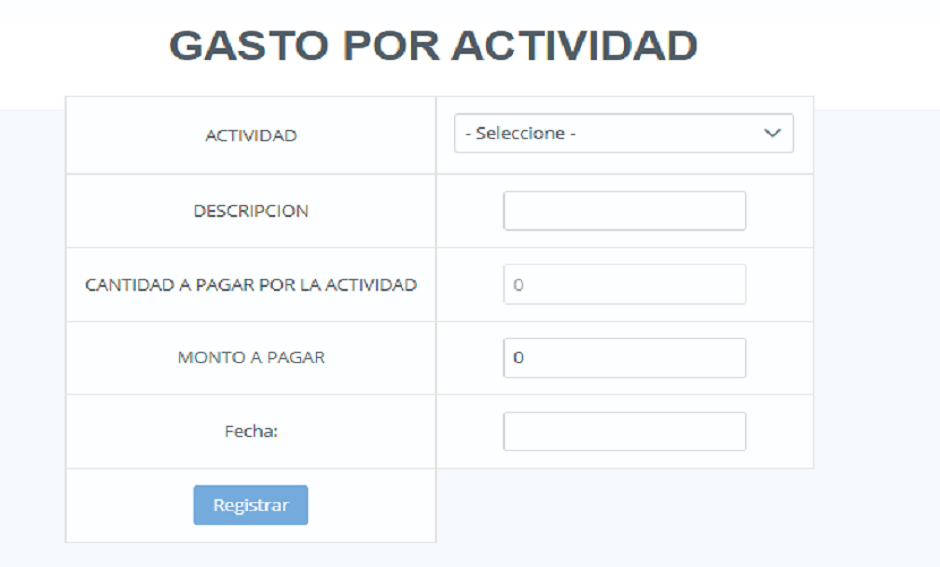 GASTO POR ACTIVIDAD
ACTIVIDAD
- Seleccione -
DESCRIPCION
CANTIDAD A PAGAR POR LA ACTIVIDAD
0
MONTO A PAGAR
0
Fecha:
Registrar